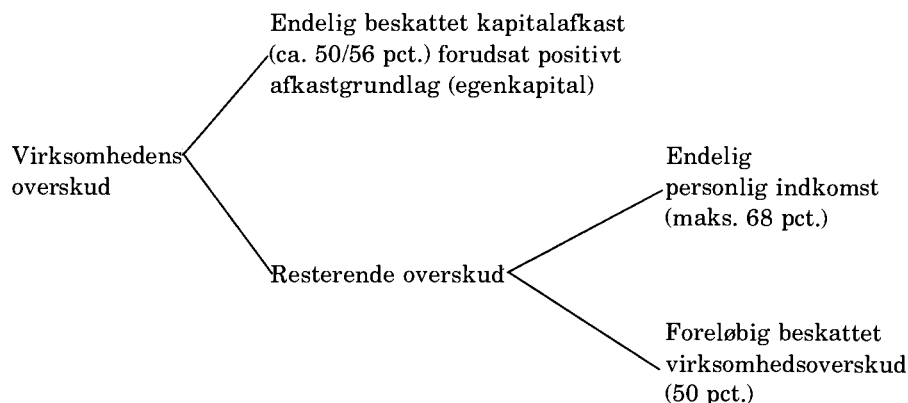 Endelig beskattet kapitalafkast
(ca. 50/56 pct.) forudsat positivt
afkastgrundlag (egenkapital)
Virksomhedens
overskud
Endelig
personlig indkomst
(maks. 68 pct.)
Resterende overskud
Foreløbig beskattet
virksomhedsoverskud
(50 pct.)